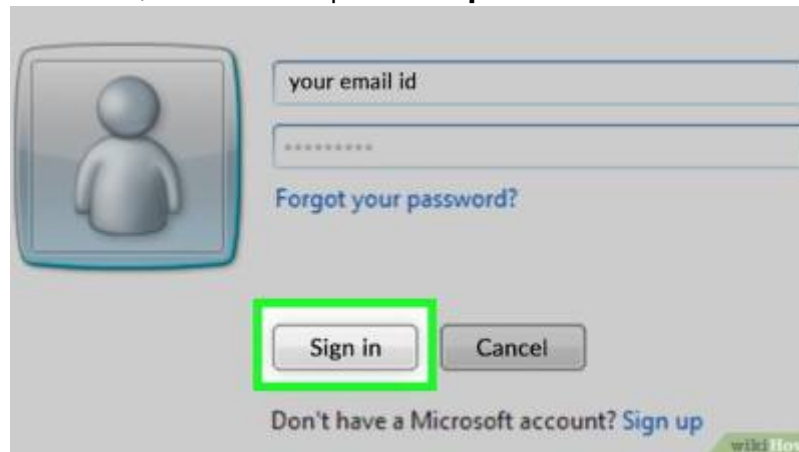 your email id
•••••••••
Forgot your password?
Sign in Cancel
Don't have a Microsoft account? Sign up